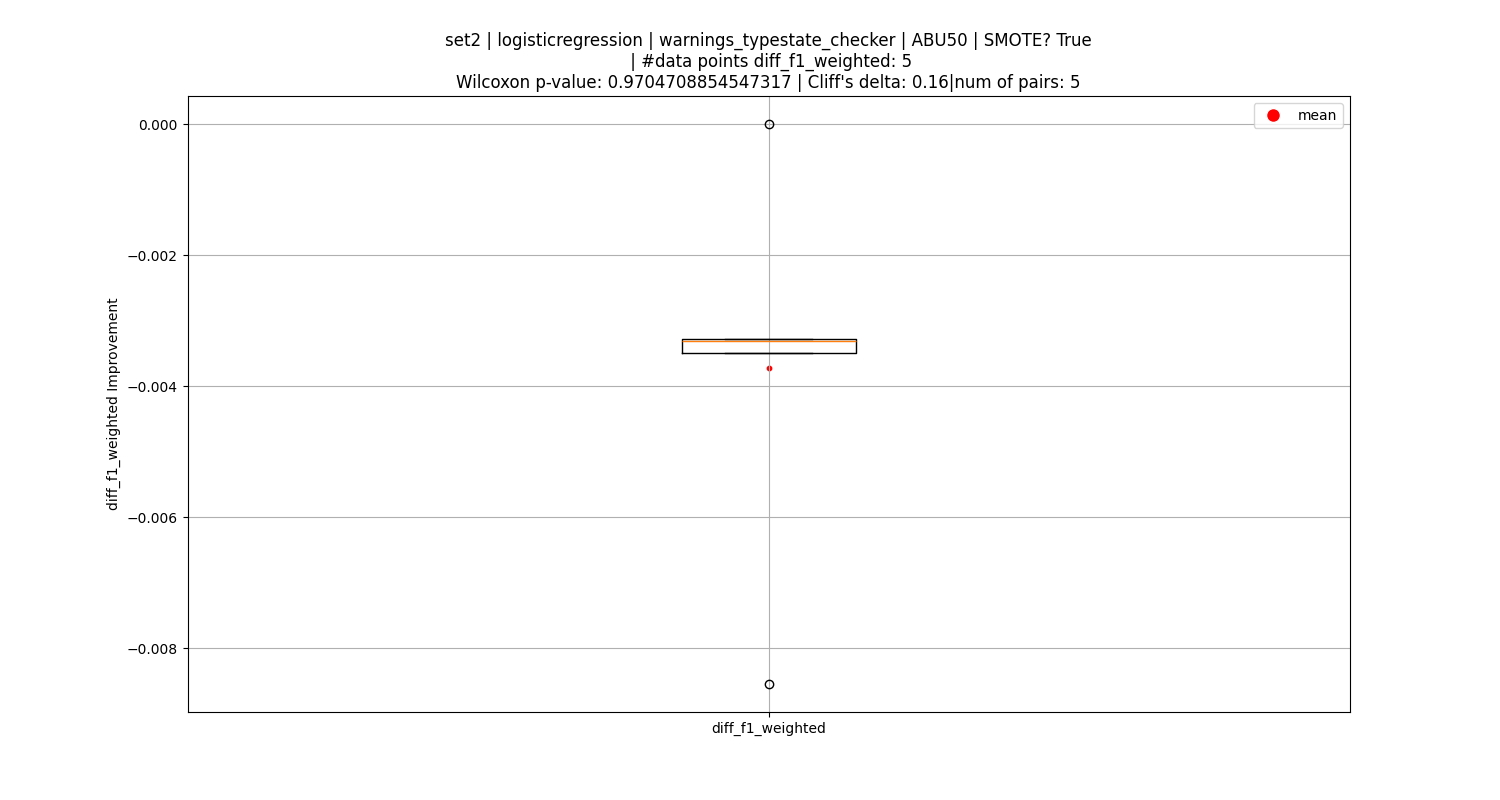 set2 | logisticregression | warnings_typestate_checker | ABU50 | SMOTE? True
| #data points diff_f1_weighted: 5
Wilcoxon p-value: 0.9704708854547317 | Cliff's delta: 0.16|num of pairs: 5
mean
0.000
−0.002
−0.004
−0.006
−0.008
diff_f1_weighted Improvement
diff_f1_weighted